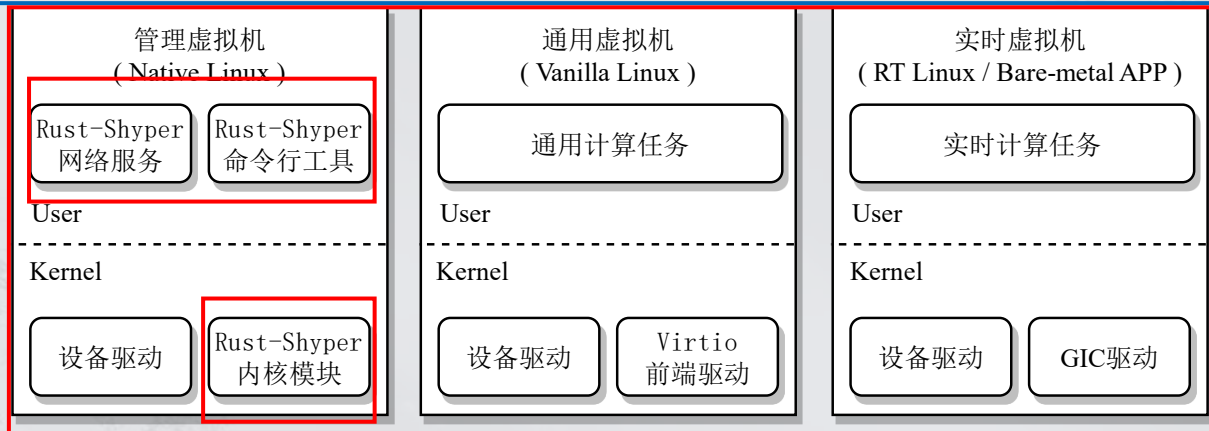 管理虚拟机
( Native Linux )
Rust-Shyper
网络服务
Rust-Shyper
命令行工具
User
Kernel
设备驱动
Rust-Shyper
内核模块
通用虚拟机
( Vanilla Linux )
通用计算任务
User
Kernel
设备驱动
Virtio
前端驱动
实时虚拟机
( RT Linux / Bare-metal APP )
实时计算任务
User
Kernel
设备驱动
GIC驱动